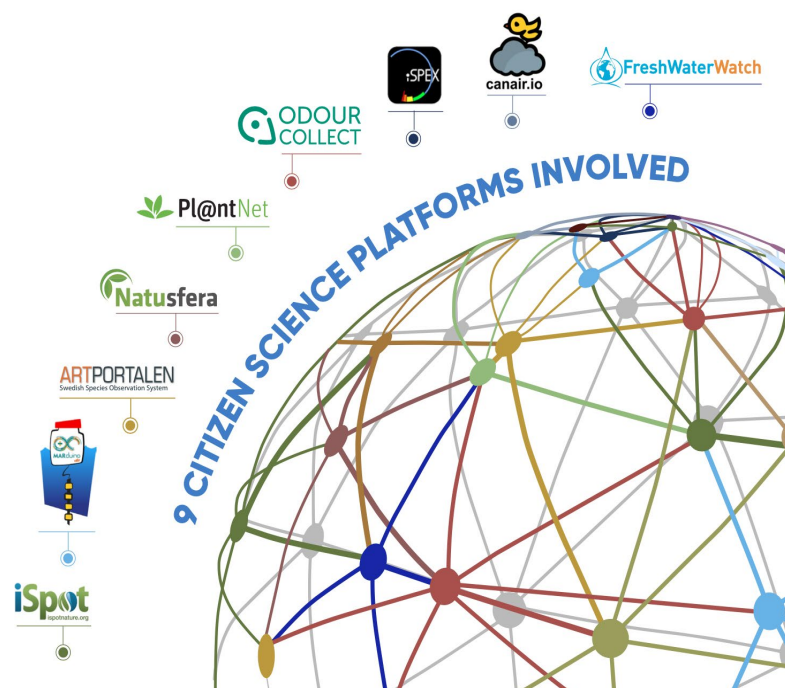 iSPEX
canair.io
FreshWaterWatch
ODOUR
COLLECT
Pl@ntNet
Natusfera
ARTPORTALEN
Swedish Species Observation System
MARduino
iSpot
ispotnature.org
9 CITIZEN SCIENCE PLATFORMS INVOLVED